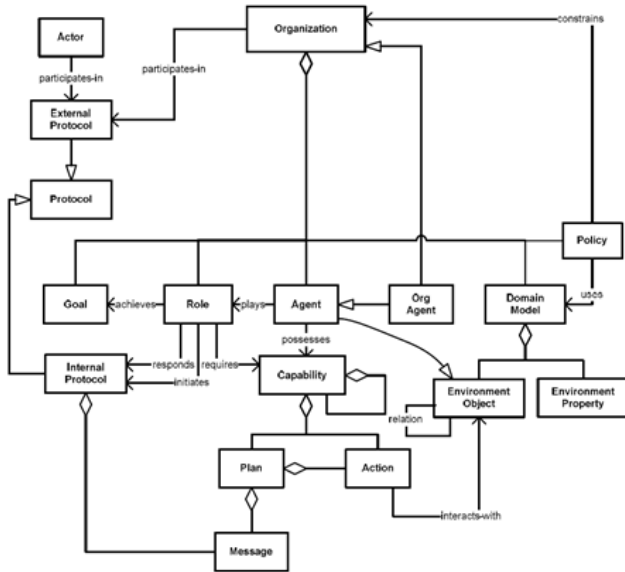 Organization
constrains
Actor
participates-in
participates-in
External
Protocol
Protocol
Policy
Goal
achieves
Role
plays
Agent
Org
Agent
Domain
Model
uses
possesses
Internal
Protocol
responds
requires
initiates
Capability
Environment
Object
Environment
Property
relation
Plan
Action
interacts-with
Message